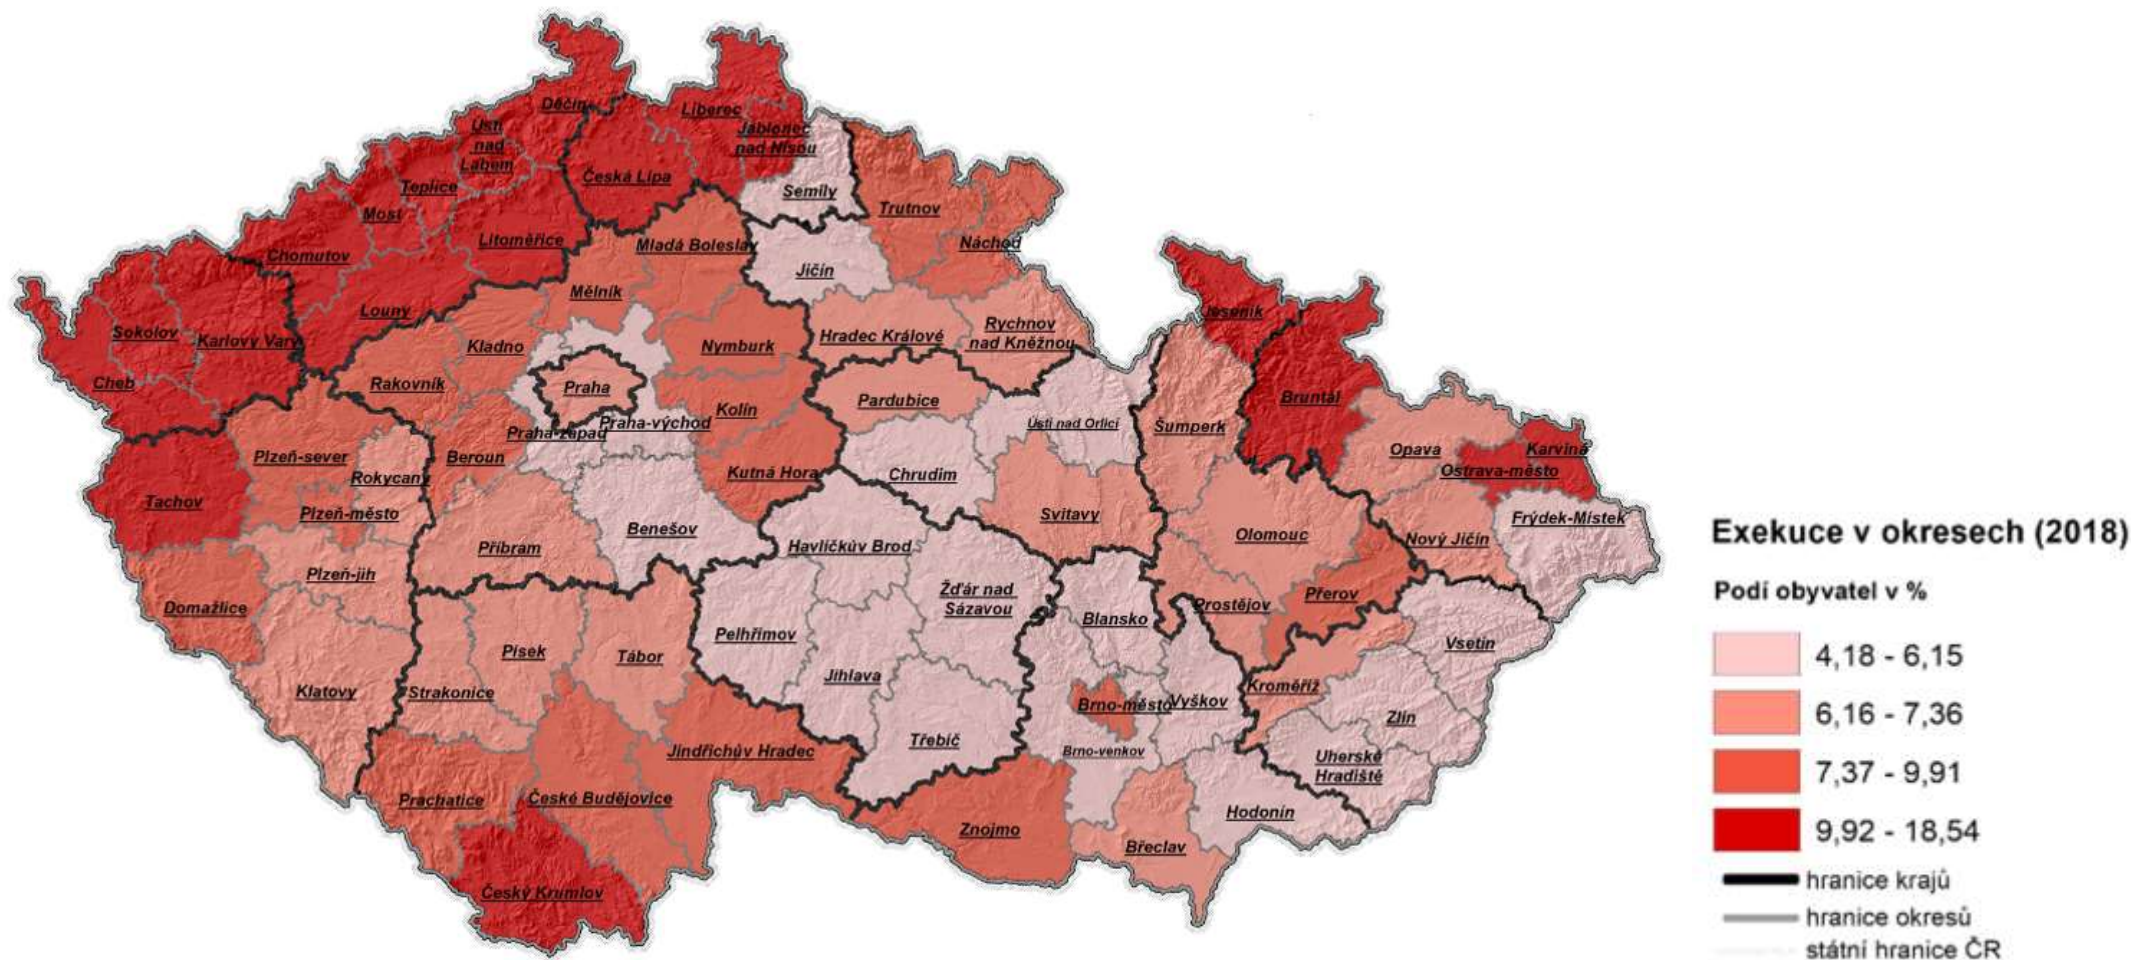 Děčín
Ústí
nad
Labem
Liberec
Jablonec
nad Nisou
Teplice
Česká Lípa
Semily
Most
Trutnov
Chomutov
Litoměřice
Mladá Boleslav
Náchod
Jičín
Louny
Mělník
Jeseník
Sokolov
Karlovy Vary
Kladno
Nymburk
Hradec Králové
Rychnov
nad Kněžnou
Cheb
Rakovník
Praha
Kolín
Pardubice
Bruntál
Praha-západ
Praha-východ
Ústí nad Orlicí
Šumperk
Plzeň-sever
Beroun
Rokycany
Kutná Hora
Chrudim
Opava
Karviná
Ostrava-město
Tachov
Plzeň-město
Benešov
Svitavy
Olomouc
Frýdek-Místek
Příbram
Havlíčkův Brod
Nový Jičín
Plzeň-jih
Domažlice
Žďár nad
Sázavou
Blansko
Prostějov
Přerov
Pelhřimov
Písek
Tábor
Vsetín
Klatovy
Strakonice
Jihlava
Brno-město
Vyškov
Kroměříž
Zlín
Jindřichův Hradec
Třebíč
Brno-venkov
Uherské
Hradiště
Prachatice
České Budějovice
Znojmo
Hodonín
Břeclav
Český Krumlov
Exekuce v okresech (2018)
Podí obyvatel v %
4,18 - 6,15
6,16 - 7,36
7,37 - 9,91
9,92 - 18,54
hranice krajů
hranice okresů
státní hranice ČR